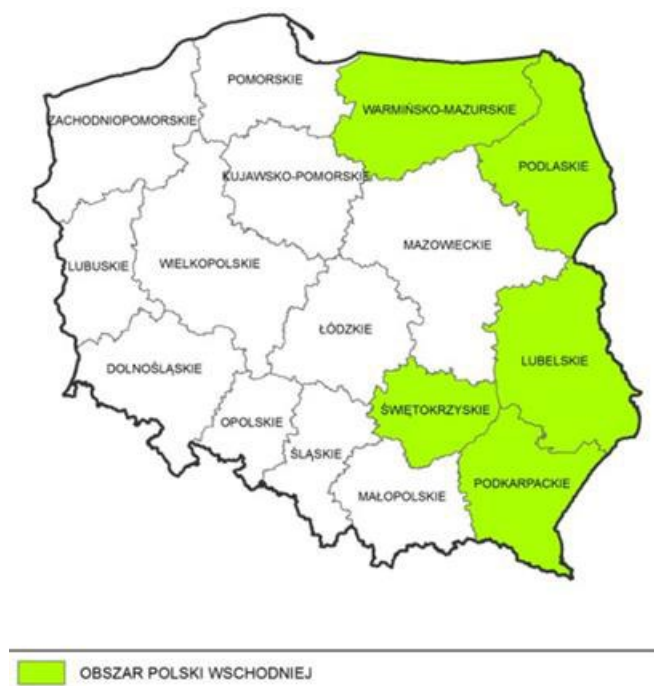 POMORSKIE
WARMIŃSKO-MAZURSKIE
ZACHODNIOPOMORSKIE
PODLASKIE
KUJAWSKO-POMORSKIE
MAZOWIECKIE
LUBUSKIE
WIELKOPOLSKIE
ŁÓDZKIE
LUBELSKIE
DOLNOŚLĄSKIE
ŚWIĘTOKRZYSKIE
OPOLSKIE
ŚLĄSKIE
PODKARPACKIE
MAŁOPOLSKIE
OBSZAR POLSKI WSCHODNIEJ